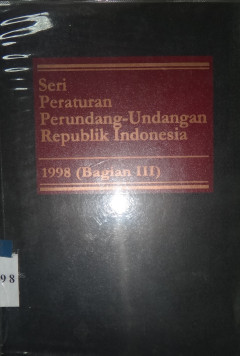 Seri
Peraturan
Perundang-Undangan
Republik Indonesia
1998 (Bagian III)
98